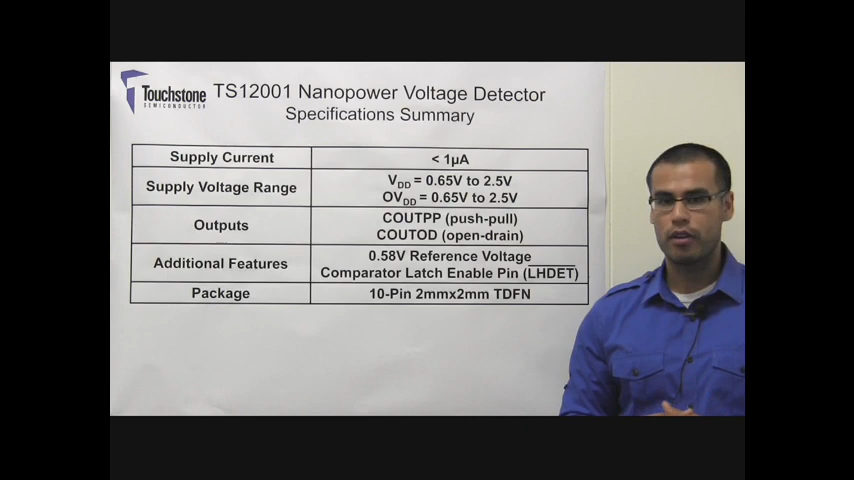 Touchstone
SEMICONDUCTOR
TS12001 Nanopower Voltage Detector
Specifications Summary
Supply Current
< 1µA
Supply Voltage Range
VDD = 0.65V to 2.5V
OVDD = 0.65V to 2.5V
Outputs
COUTPP (push-pull)
COUTOD (open-drain)
Additional Features
0.58V Reference Voltage
Comparator Latch Enable Pin (L̅H̅D̅E̅T̅)
Package
10-Pin 2mmx2mm TDFN